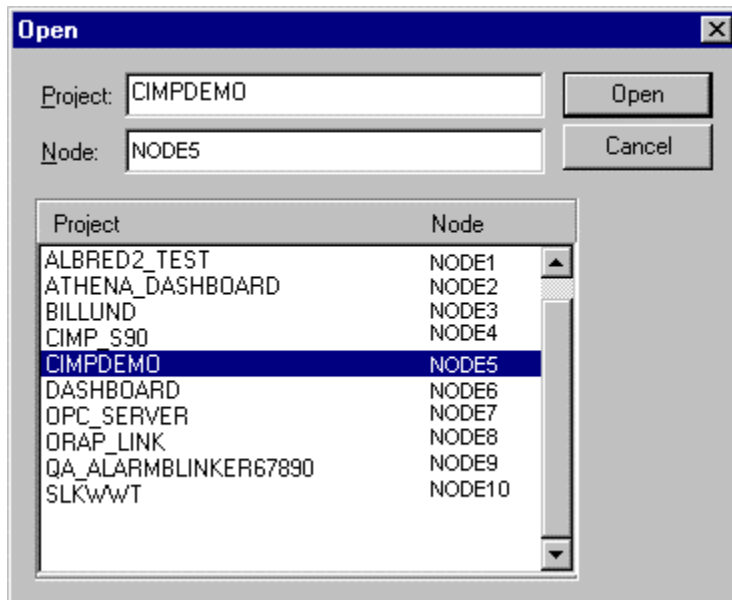 Open
Project: CIMPDEMO Open
Node: NODE5 Cancel
Project Node
ALBRED2_TEST NODE1
ATHENA_DASHBOARD NODE2
BILLUND NODE3
CIMP_S90 NODE4
CIMPDEMO NODE5
DASHBOARD NODE6
OPC_SERVER NODE7
ORAP_LINK NODE8
QA_ALARMBLINKER67890 NODE9
SLKWWT NODE10